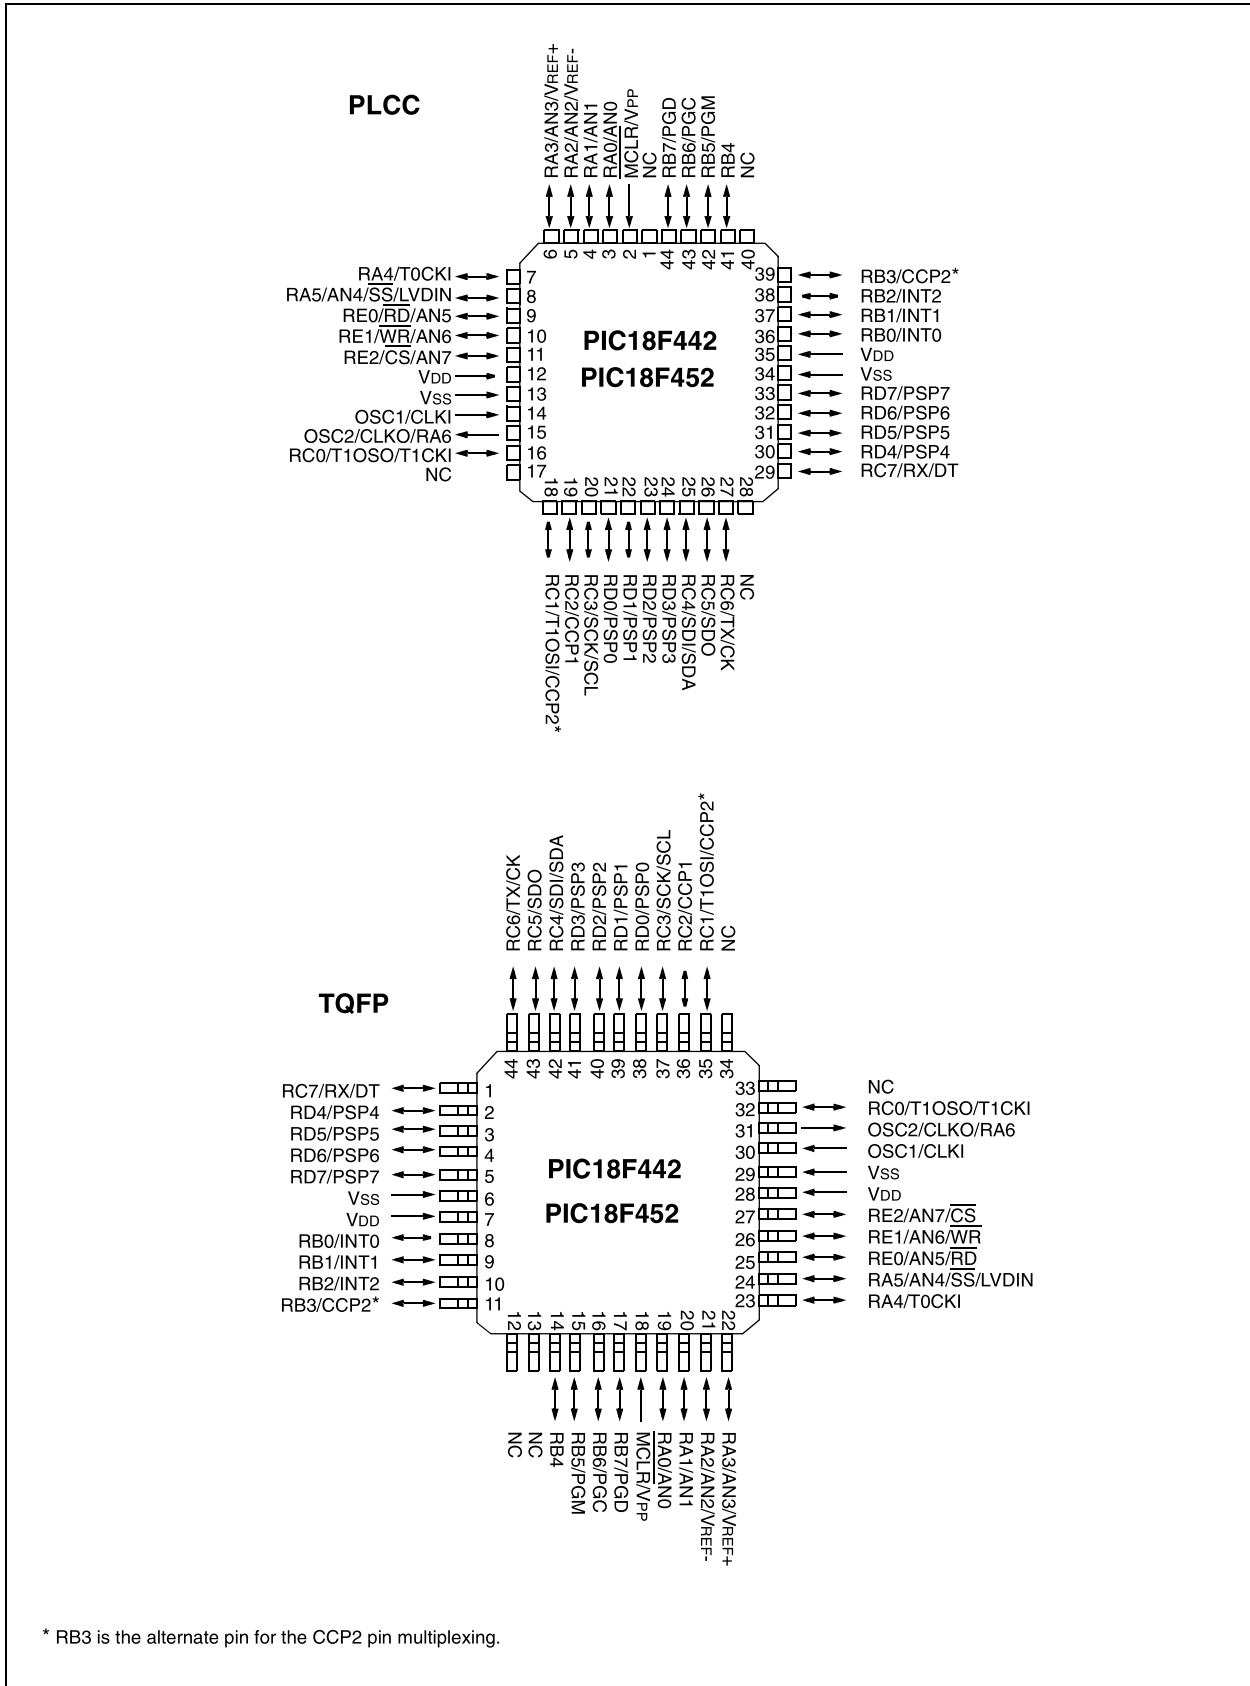 PLCC
RA3/AN3/VREF+
RA2/AN2/VREF-
RA1/AN1
RA0/AN0
MCLR/VPP
NC
RB7/PGD
RB6/PGC
RB5/PGM
RB4
NC
6 5 4 3 2 1 44 43 42 41 40
RA4/T0CKI 7
RA5/AN4/SS/LVDIN 8
RE0/RD/AN5 9
RE1/WR/AN6 10
RE2/CS/AN7 11
VDD 12
VSS 13
OSC1/CLKI 14
OSC2/CLKO/RA6 15
RC0/T1OSO/T1CKI 16
NC 17
PIC18F442
PIC18F452
39 RB3/CCP2*
38 RB2/INT2
37 RB1/INT1
36 RB0/INT0
35 VDD
34 VSS
33 RD7/PSP7
32 RD6/PSP6
31 RD5/PSP5
30 RD4/PSP4
29 RC7/RX/DT
18 19 20 21 22 23 24 25 26 27 28
RC1/T1OSI/CCP2*
RC2/CCP1
RC3/SCK/SCL
RD0/PSP0
RD1/PSP1
RD2/PSP2
RD3/PSP3
RC4/SDI/SDA
RC5/SDO
RC6/TX/CK
NC
TQFP
RC6/TX/CK
RC5/SDO
RC4/SDI/SDA
RD3/PSP3
RD2/PSP2
RD1/PSP1
RD0/PSP0
RC3/SCK/SCL
RC2/CCP1
RC1/T1OSI/CCP2*
NC
44 43 42 41 40 39 38 37 36 35 34
RC7/RX/DT 1
RD4/PSP4 2
RD5/PSP5 3
RD6/PSP6 4
RD7/PSP7 5
VSS 6
VDD 7
RB0/INT0 8
RB1/INT1 9
RB2/INT2 10
RB3/CCP2* 11
PIC18F442
PIC18F452
33 NC
32 RC0/T1OSO/T1CKI
31 OSC2/CLKO/RA6
30 OSC1/CLKI
29 VSS
28 VDD
27 RE2/AN7/CS
26 RE1/AN6/WR
25 RE0/AN5/RD
24 RA5/AN4/SS/LVDIN
23 RA4/T0CKI
12 13 14 15 16 17 18 19 20 21 22
NC
NC
RB4
RB5/PGM
RB6/PGC
RB7/PGD
MCLR/VPP
RA0/AN0
RA1/AN1
RA2/AN2/VREF-
RA3/AN3/VREF+
* RB3 is the alternate pin for the CCP2 pin multiplexing.